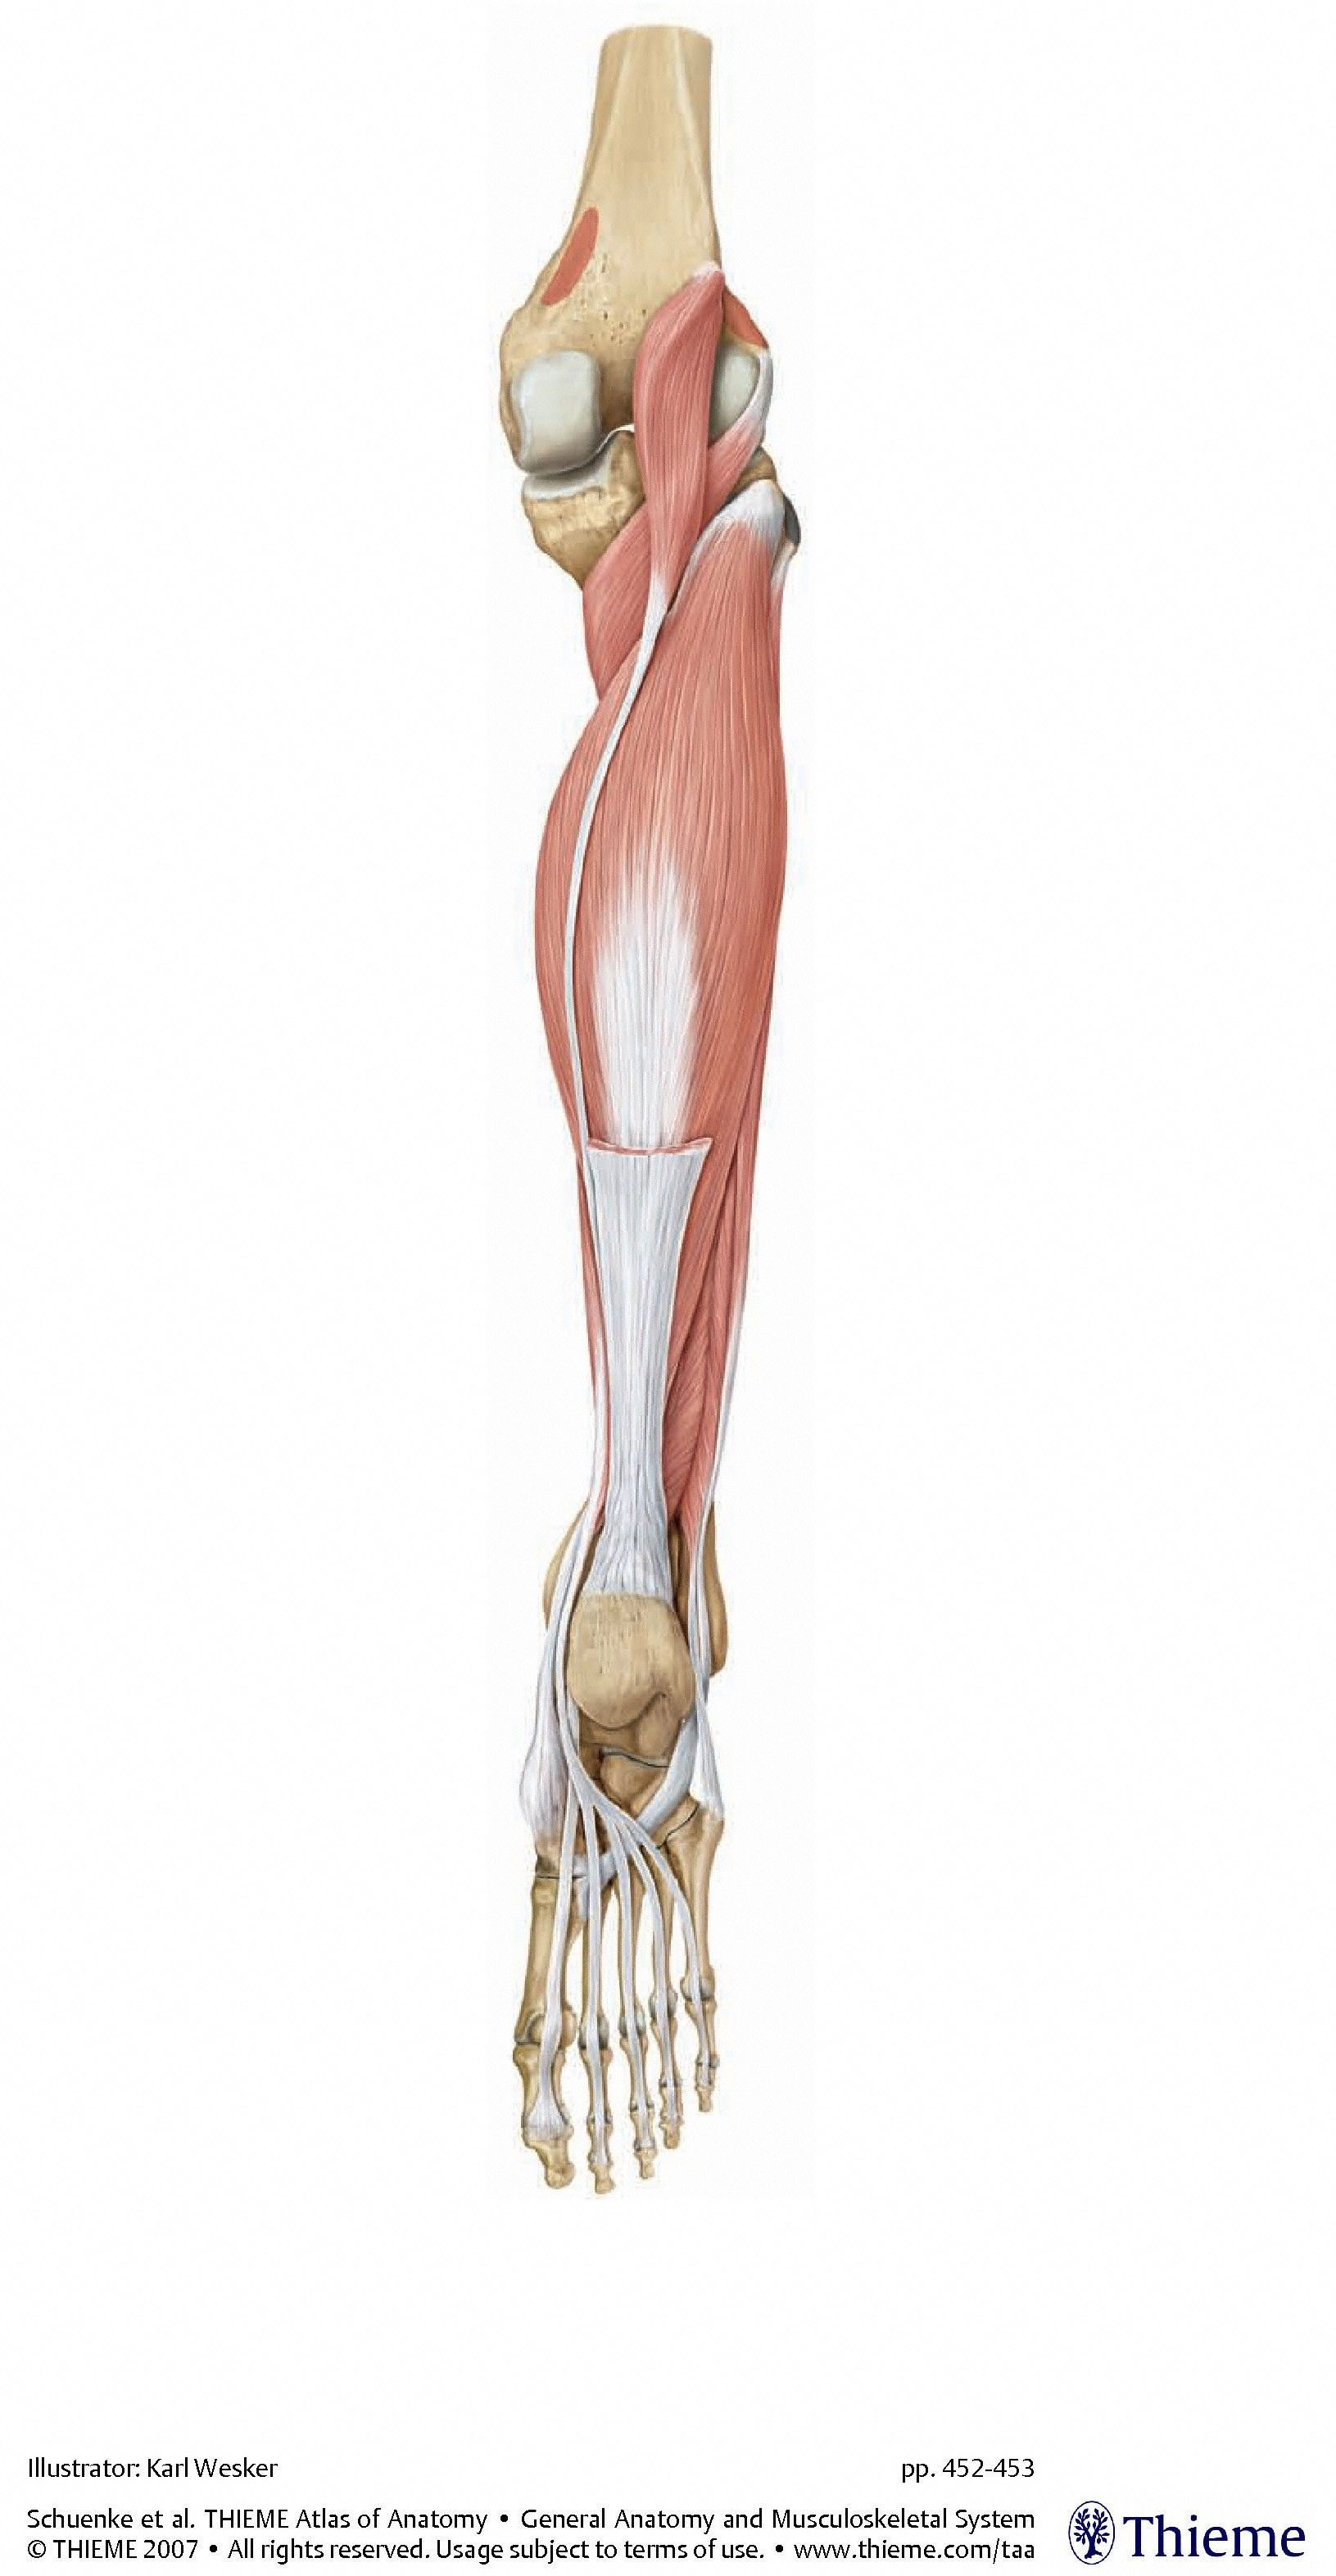 Illustrator: Karl Wesker pp. 452-453
Schuenke et al. THIEME Atlas of Anatomy • General Anatomy and Musculoskeletal System
© THIEME 2007 • All rights reserved. Usage subject to terms of use. • www.thieme.com/taa
Thieme